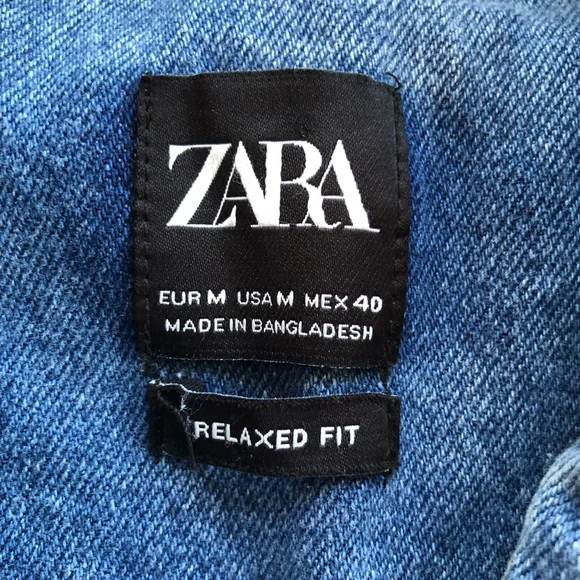 ZARA
EUR M USA M MEX 40
MADE IN BANGLADESH
RELAXED FIT